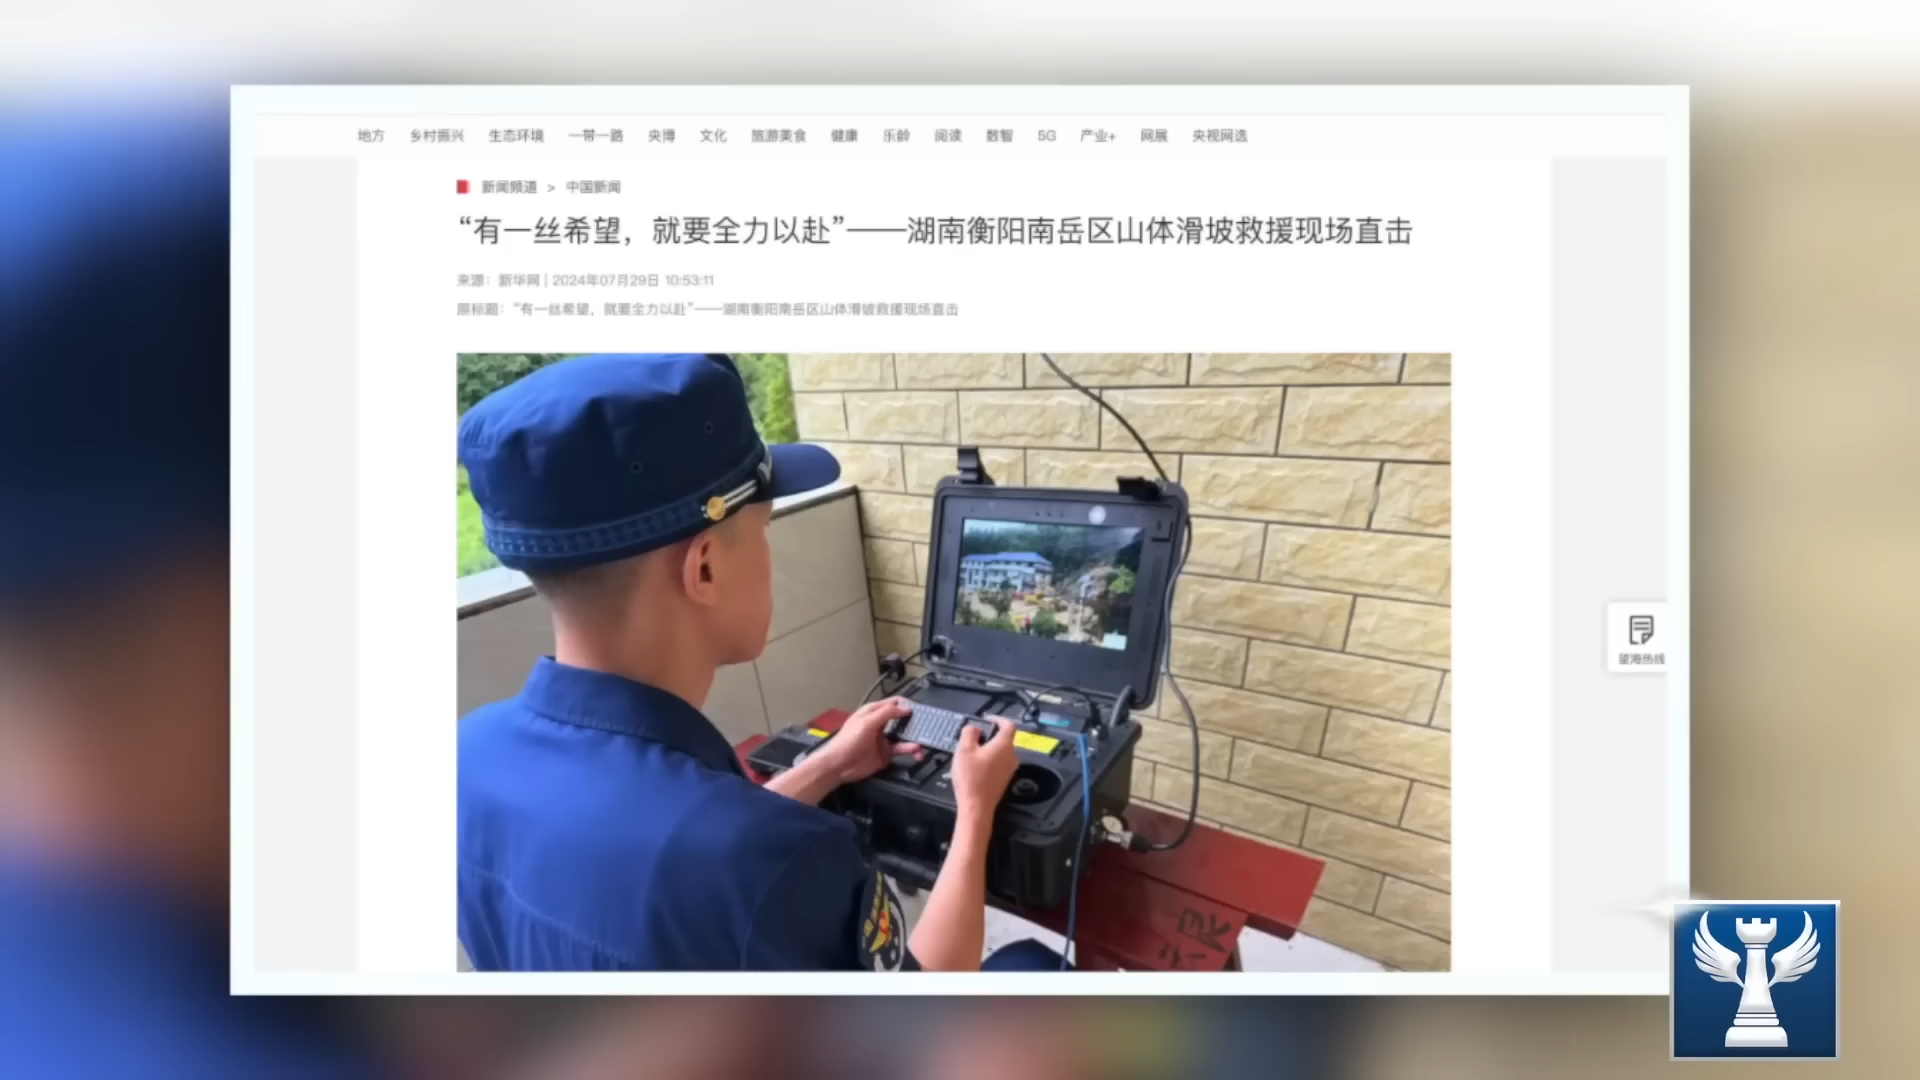 地方 乡村振兴 生态环境 一带一路 央博 文化 旅游美食 健康 乐龄 阅读 数智 5G 产业+ 网展 央视网选
新闻频道 > 中国新闻
“有一丝希望，就要全力以赴”——湖南衡阳南岳区山体滑坡救援现场直击
来源：新华网 | 2024年07月29日 10:53:11
原标题：“有一丝希望，就要全力以赴”——湖南衡阳南岳区山体滑坡救援现场直击
望海热线